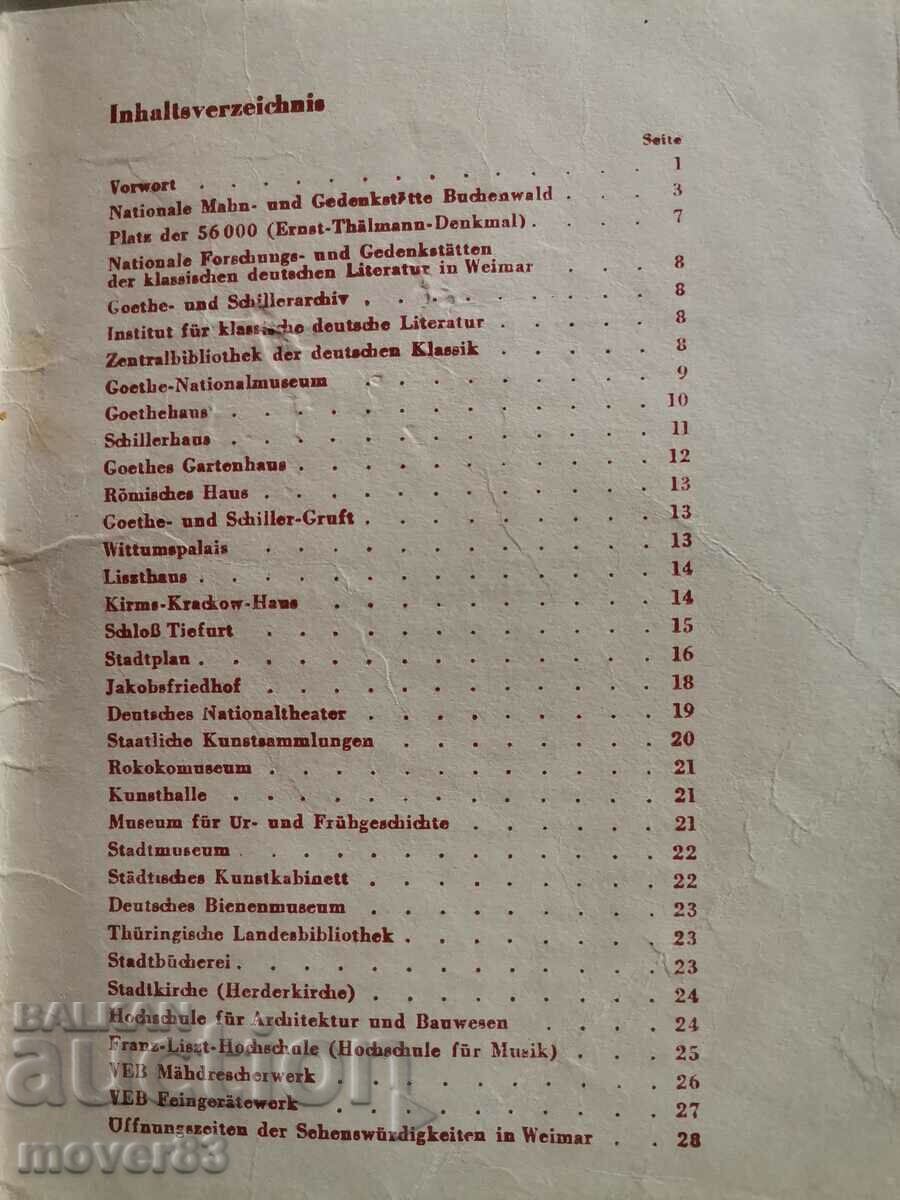 Inhaltsverzeichnis
Seite
Vorwort . . . . . . . . . . . . . . 1
Nationale Mahn- und Gedenkstätte Buchenwald . . . 3
Platz der 56 000 (Ernst-Thälmann-Denkmal) . . . . 7
Nationale Forschungs- und Gedenkstätten
der klassischen deutschen Literatur in Weimar . . . 8
Goethe- und Schillerarchiv . . . . . . . . . 8
Institut für klassische deutsche Literatur . . . . . 8
Zentralbibliothek der deutschen Klassik . . . . . 8
Goethe-Nationalmuseum . . . . . . . . . 9
Goethehaus . . . . . . . . . . . . . 10
Schillerhaus . . . . . . . . . . . . . 11
Goethes Gartenhaus . . . . . . . . . . . 12
Römisches Haus . . . . . . . . . . . . 13
Goethe- und Schiller-Gruft . . . . . . . . . 13
Wittumspalais . . . . . . . . . . . . 13
Liszthaus . . . . . . . . . . . . . . 14
Kirms-Krackow-Haus . . . . . . . . . . 14
Schloß Tiefurt . . . . . . . . . . . . 15
Stadtplan . . . . . . . . . . . . . . 16
Jakobsfriedhof . . . . . . . . . . . . 18
Deutsches Nationaltheater . . . . . . . . . 19
Staatliche Kunstsammlungen . . . . . . . . 20
Rokokomuseum . . . . . . . . . . . . 21
Kunsthalle . . . . . . . . . . . . . 21
Museum für Ur- und Frühgeschichte . . . . . . 21
Stadtmuseum . . . . . . . . . . . . . 22
Städtisches Kunstkabinett . . . . . . . . . 22
Deutsches Bienenmuseum . . . . . . . . . 23
Thüringische Landesbibliothek . . . . . . . . 23
Stadtbücherei . . . . . . . . . . . . . 23
Stadtkirche (Herderkirche) . . . . . . . . . 24
Hochschule für Architektur und Bauwesen . . . . 24
Franz-Liszt-Hochschule (Hochschule für Musik) . . . 25
VEB Mähdrescherwerk . . . . . . . . . . 26
VEB Feingerätewerk . . . . . . . . . . 27
Öffnungszeiten der Sehenswürdigkeiten in Weimar . . 28
BALKAN
auction
mover83